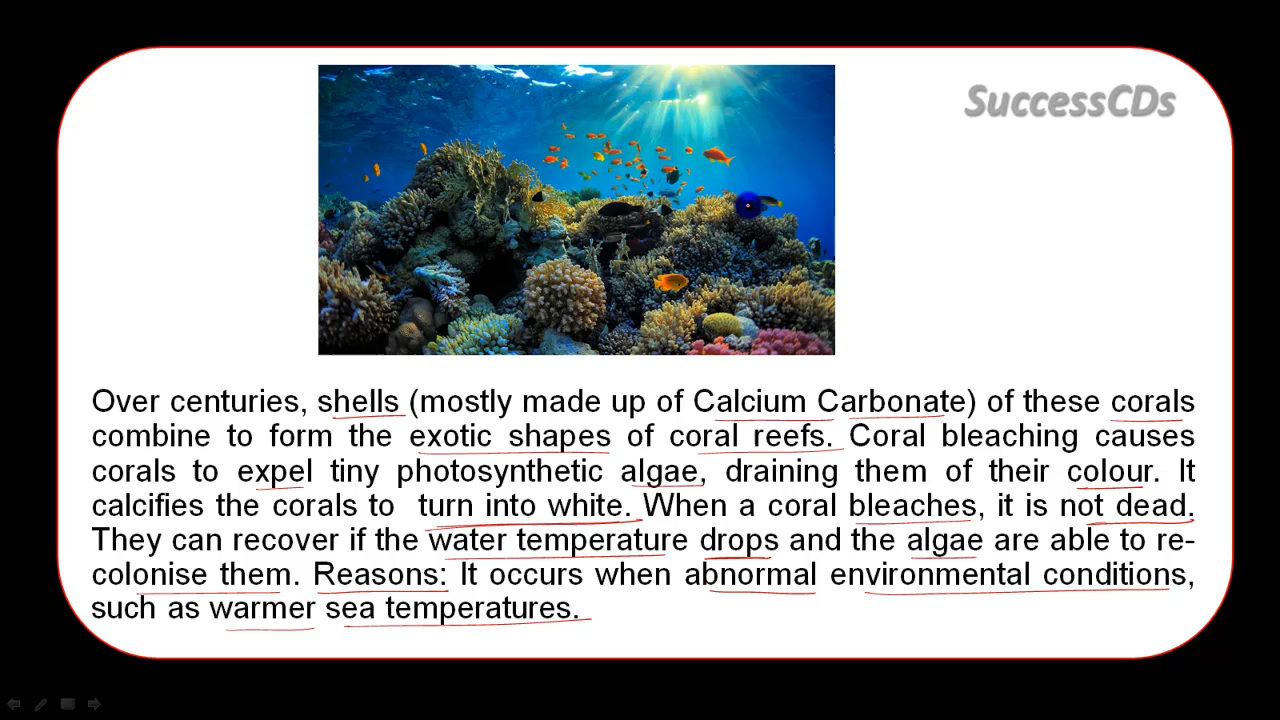 SuccessCDs
Over centuries, shells (mostly made up of Calcium Carbonate) of these corals
combine to form the exotic shapes of coral reefs. Coral bleaching causes
corals to expel tiny photosynthetic algae, draining them of their colour. It
calcifies the corals to turn into white. When a coral bleaches, it is not dead.
They can recover if the water temperature drops and the algae are able to re-
colonise them. Reasons: It occurs when abnormal environmental conditions,
such as warmer sea temperatures.